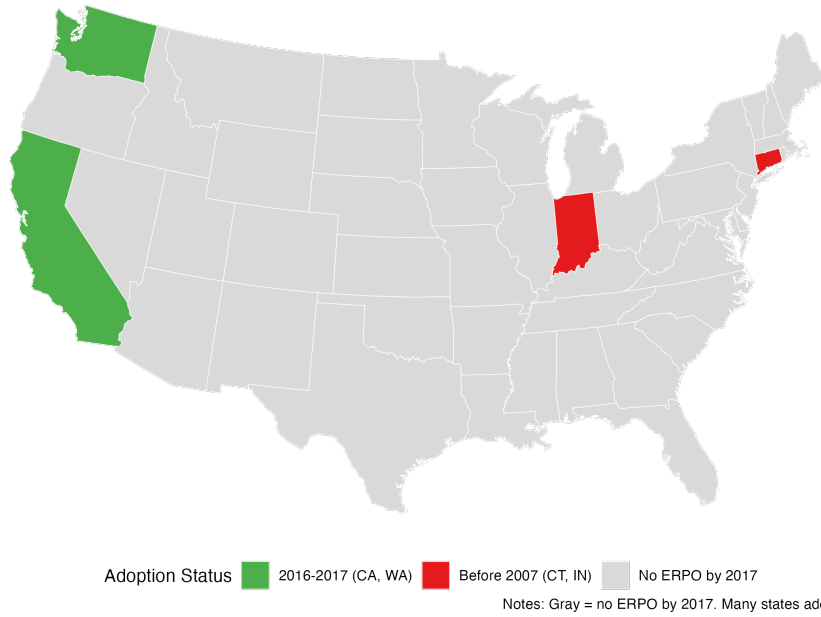 Adoption Status 2016-2017 (CA, WA) Before 2007 (CT, IN) No ERPO by 2017
Notes: Gray = no ERPO by 2017. Many states